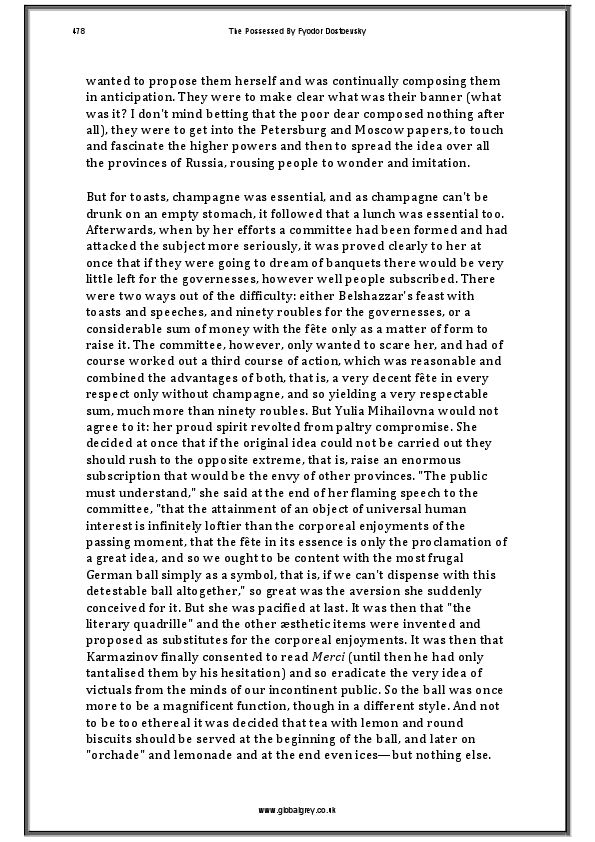 478
The Possessed By Fyodor Dostoevsky
wanted to propose them herself and was continually composing them
in anticipation. They were to make clear what was their banner (what
was it? I don't mind betting that the poor dear composed nothing after
all), they were to get into the Petersburg and Moscow papers, to touch
and fascinate the higher powers and then to spread the idea over all
the provinces of Russia, rousing people to wonder and imitation.
But for toasts, champagne was essential, and as champagne can't be
drunk on an empty stomach, it followed that a lunch was essential too.
Afterwards, when by her efforts a committee had been formed and had
attacked the subject more seriously, it was proved clearly to her at
once that if they were going to dream of banquets there would be very
little left for the governesses, however well people subscribed. There
were two ways out of the difficulty: either Belshazzar's feast with
toasts and speeches, and ninety roubles for the governesses, or a
considerable sum of money with the fête only as a matter of form to
raise it. The committee, however, only wanted to scare her, and had of
course worked out a third course of action, which was reasonable and
combined the advantages of both, that is, a very decent fête in every
respect only without champagne, and so yielding a very respectable
sum, much more than ninety roubles. But Yulia Mihailovna would not
agree to it: her proud spirit revolted from paltry compromise. She
decided at once that if the original idea could not be carried out they
should rush to the opposite extreme, that is, raise an enormous
subscription that would be the envy of other provinces. "The public
must understand," she said at the end of her flaming speech to the
committee, "that the attainment of an object of universal human
interest is infinitely loftier than the corporeal enjoyments of the
passing moment, that the fête in its essence is only the proclamation of
a great idea, and so we ought to be content with the most frugal
German ball simply as a symbol, that is, if we can't dispense with this
detestable ball altogether," so great was the aversion she suddenly
conceived for it. But she was pacified at last. It was then that "the
literary quadrille" and the other æsthetic items were invented and
proposed as substitutes for the corporeal enjoyments. It was then that
Karmazinov finally consented to read Merci (until then he had only
tantalised them by his hesitation) and so eradicate the very idea of
victuals from the minds of our incontinent public. So the ball was once
more to be a magnificent function, though in a different style. And not
to be too ethereal it was decided that tea with lemon and round
biscuits should be served at the beginning of the ball, and later on
"orchade" and lemonade and at the end even ices—but nothing else.
www.globalgrey.co.uk